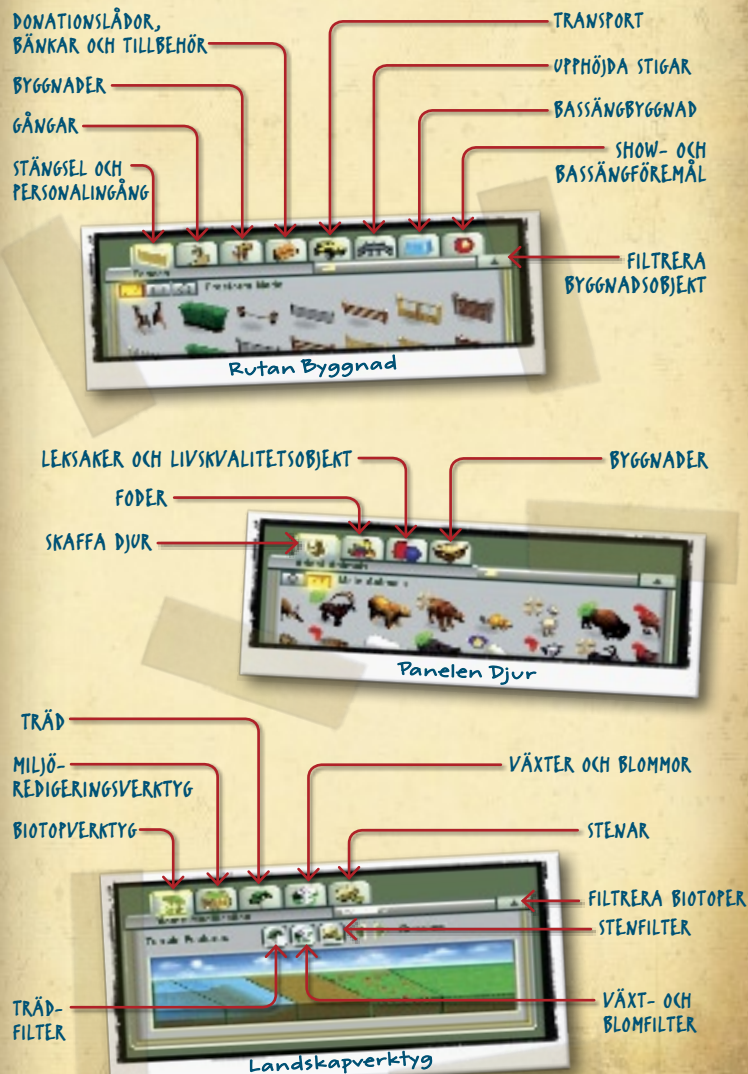 DONATIONSLÅDOR,
BÄNKAR OCH TILLBEHÖR
BYGGNADER
GÅNGAR
STÄNGSEL OCH
PERSONALINGÅNG
TRANSPORT
UPPHÖJDA STIGAR
BASSÄNGBYGGNAD
SHOW- OCH
BASSÄNGFÖREMÅL
FILTRERA
BYGGNADSOBJEKT
Rutan Byggnad
LEKSAKER OCH LIVSKVALITETSOBJEKT
FODER
SKAFFA DJUR
BYGGNADER
Panelen Djur
TRÄD
MILJÖ-
REDIGERINGSVERKTYG
BIOTOPVERKTYG
VÄXTER OCH BLOMMOR
STENAR
FILTRERA BIOTOPER
STENFILTER
TRÄD-
FILTER
VÄXT- OCH
BLOMFILTER
Landskapverktyg